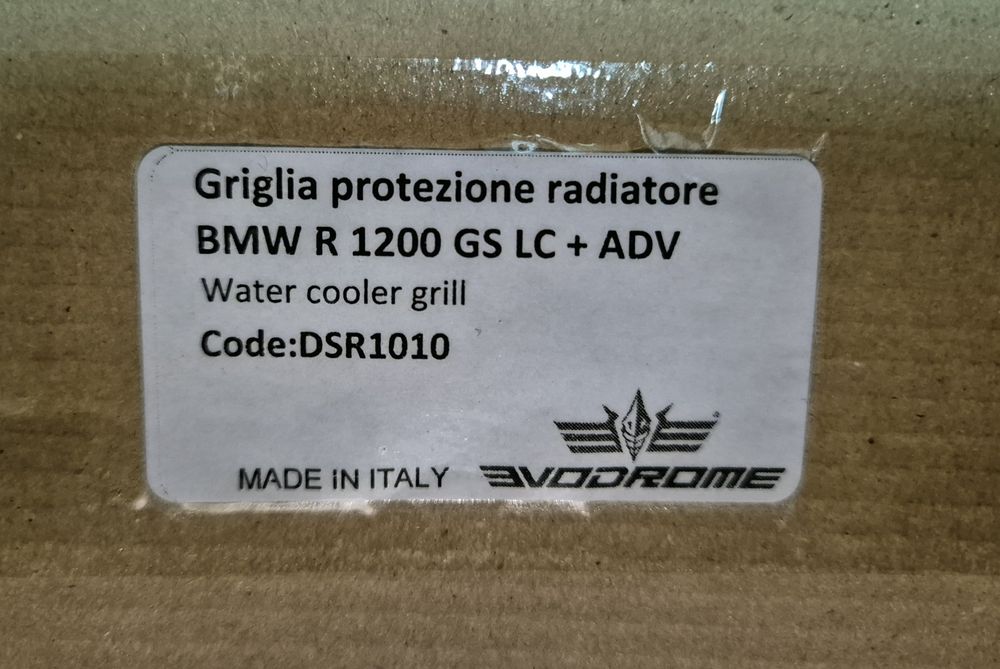 Griglia protezione radiatore
BMW R 1200 GS LC + ADV
Water cooler grill
Code:DSR1010
MADE IN ITALY EVODROME